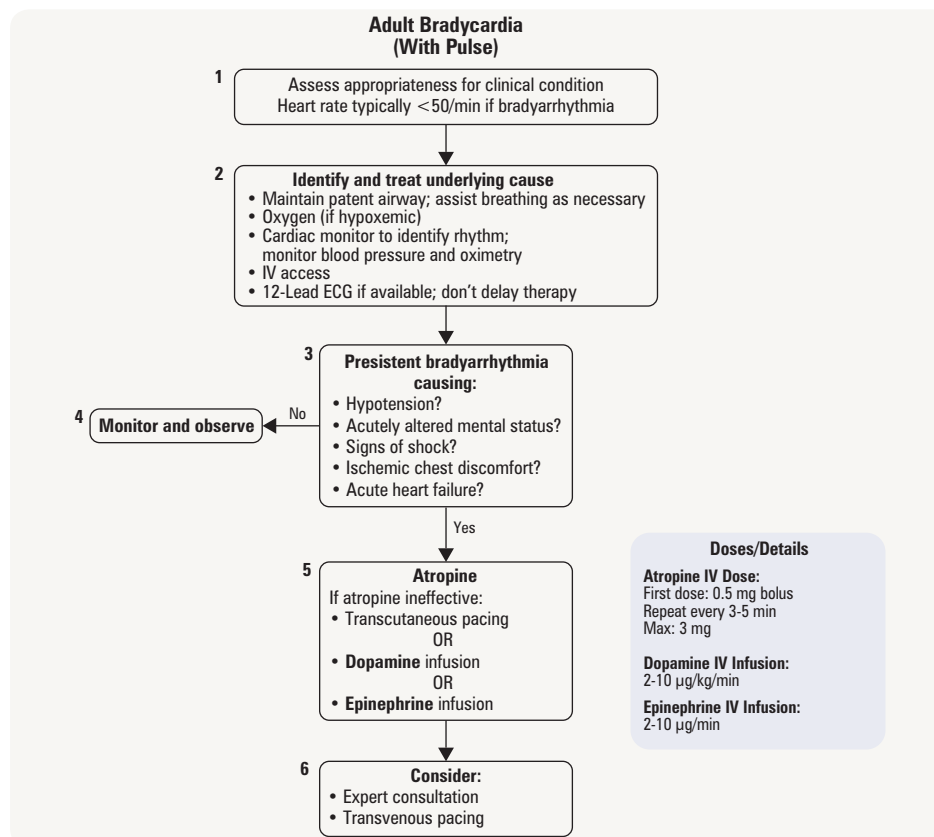 Adult Bradycardia
(With Pulse)
1
Assess appropriateness for clinical condition
Heart rate typically <50/min if bradyarrhythmia
2
Identify and treat underlying cause
• Maintain patent airway; assist breathing as necessary
• Oxygen (if hypoxemic)
• Cardiac monitor to identify rhythm;
monitor blood pressure and oximetry
• IV access
• 12-Lead ECG if available; don't delay therapy
3
Presistent bradyarrhythmia
causing:
• Hypotension?
• Acutely altered mental status?
• Signs of shock?
• Ischemic chest discomfort?
• Acute heart failure?
No
4
Monitor and observe
Yes
5
Atropine
If atropine ineffective:
• Transcutaneous pacing
OR
• Dopamine infusion
OR
• Epinephrine infusion
Doses/Details
Atropine IV Dose:
First dose: 0.5 mg bolus
Repeat every 3-5 min
Max: 3 mg
Dopamine IV Infusion:
2-10 µg/kg/min
Epinephrine IV Infusion:
2-10 µg/min
6
Consider:
• Expert consultation
• Transvenous pacing